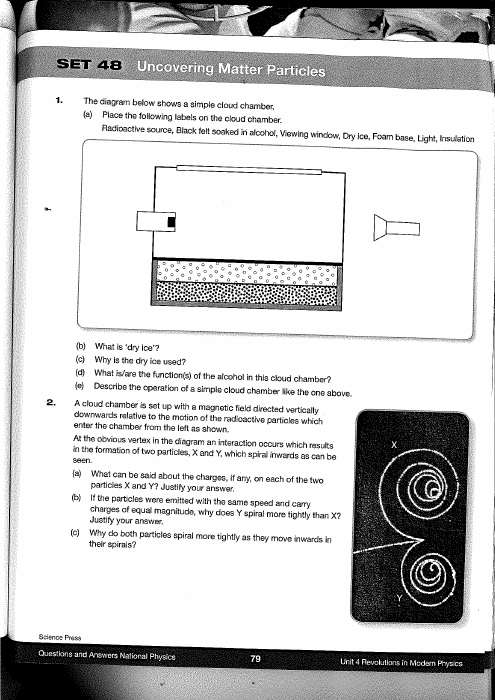 SET 48 Uncovering Matter Particles
1. The diagram below shows a simple cloud chamber.
(a) Place the following labels on the cloud chamber.
Radioactive source, Black felt soaked in alcohol, Viewing window, Dry ice, Foam base, Light, Insulation
(b) What is 'dry ice'?
(c) Why is the dry ice used?
(d) What is/are the function(s) of the alcohol in this cloud chamber?
(e) Describe the operation of a simple cloud chamber like the one above.
2. A cloud chamber is set up with a magnetic field directed vertically
downwards relative to the motion of the radioactive particles which
enter the chamber from the left as shown.
At the obvious vertex in the diagram an interaction occurs which results
in the formation of two particles, X and Y, which spiral inwards as can be
seen.
(a) What can be said about the charges, if any, on each of the two
particles X and Y? Justify your answer.
(b) If the particles were emitted with the same speed and carry
charges of equal magnitude, why does Y spiral more tightly than X?
Justify your answer.
(c) Why do both particles spiral more tightly as they move inwards in
their spirals?
X
Y
Science Press
Questions and Answers National Physics
79
Unit 4 Revolutions in Modern Physics